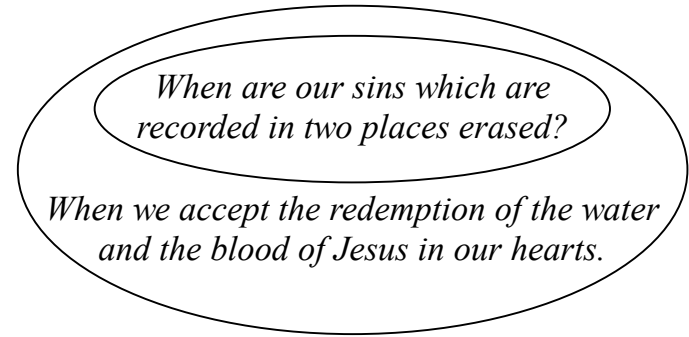 When are our sins which are
recorded in two places erased?
When we accept the redemption of the water
and the blood of Jesus in our hearts.